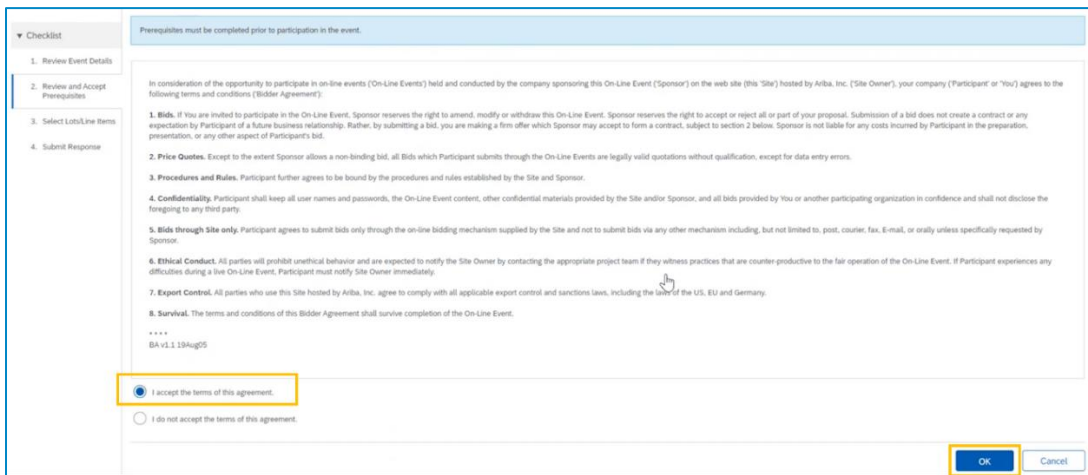 ▼ Checklist
1. Review Event Details
2. Review and Accept
Prerequisites
3. Select Lots/Line Items
4. Submit Response
Prerequisites must be completed prior to participation in the event.
In consideration of the opportunity to participate in on-line events ('On-Line Events') held and conducted by the company sponsoring this On-Line Event ('Sponsor') on the web site (this 'Site') hosted by Ariba, Inc. ('Site Owner'), your company ('Participant' or 'You') agrees to the
following terms and conditions ('Bidder Agreement'):
1. Bids. If You are invited to participate in the On-Line Event, Sponsor reserves the right to amend, modify or withdraw this On-Line Event. Sponsor reserves the right to accept or reject all or part of your proposal. Submission of a bid does not create a contract or any
expectation by Participant of a future business relationship. Rather, by submitting a bid, you are making a firm offer which Sponsor may accept to form a contract, subject to section 2 below. Sponsor is not liable for any costs incurred by Participant in the preparation,
presentation, or any other aspect of Participant's bid.
2. Price Quotes. Except to the extent Sponsor allows a non-binding bid, all Bids which Participant submits through the On-Line Events are legally valid quotations without qualification, except for data entry errors.
3. Procedures and Rules. Participant further agrees to be bound by the procedures and rules established by the Site and Sponsor.
4. Confidentiality. Participant shall keep all user names and passwords, the On-Line Event content, other confidential materials provided by the Site and/or Sponsor, and all bids provided by You or another participating organization in confidence and shall not disclose the
foregoing to any third party.
5. Bids through Site only. Participant agrees to submit bids only through the on-line bidding mechanism supplied by the Site and not to submit bids via any other mechanism including, but not limited to, post, courier, fax, E-mail, or orally unless specifically requested by
Sponsor.
6. Ethical Conduct. All parties will prohibit unethical behavior and are expected to notify the Site Owner by contacting the appropriate project team if they witness practices that are counter-productive to the fair operation of the On-Line Event. If Participant experiences any
difficulties during a live On-Line Event, Participant must notify Site Owner immediately.
7. Export Control. All parties who use this Site hosted by Ariba, Inc. agree to comply with all applicable export control and sanctions laws, including the laws of the US, EU and Germany.
8. Survival. The terms and conditions of this Bidder Agreement shall survive completion of the On-Line Event.
* * * *
BA v1.1 19Aug05
I accept the terms of this agreement.
I do not accept the terms of this agreement.
OK
Cancel